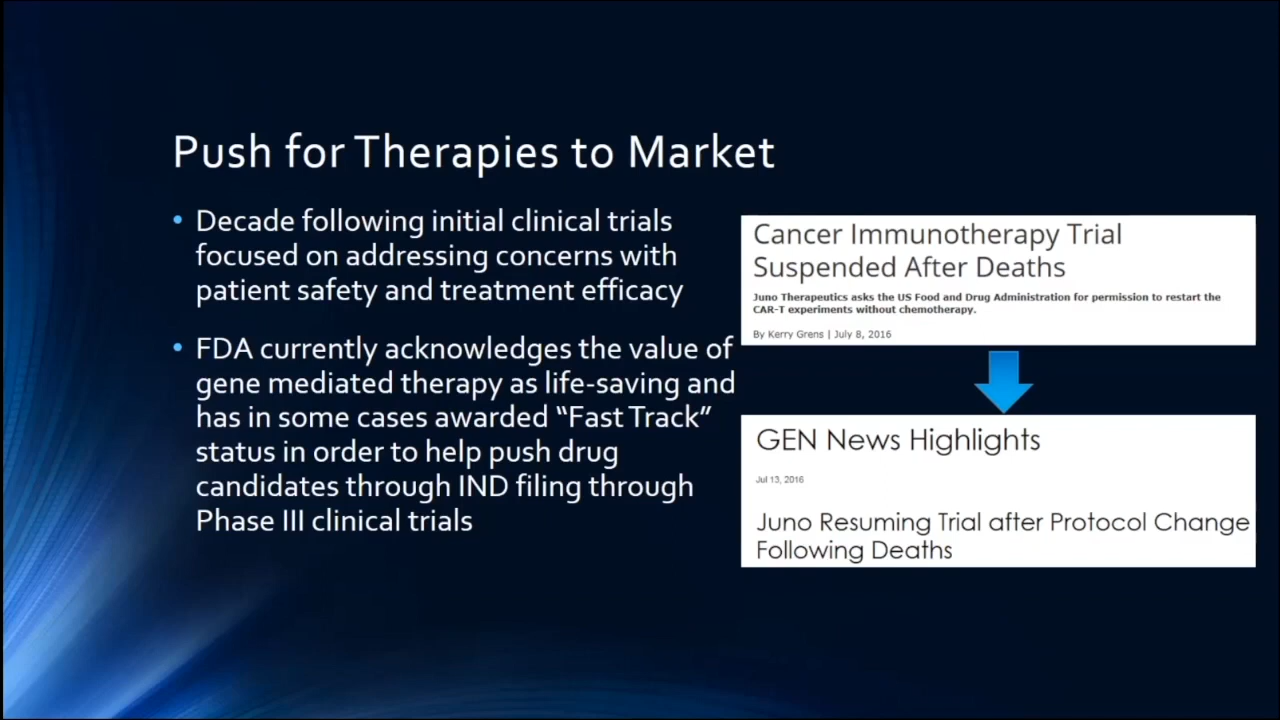 Push for Therapies to Market
• Decade following initial clinical trials
focused on addressing concerns with
patient safety and treatment efficacy
• FDA currently acknowledges the value of
gene mediated therapy as life-saving and
has in some cases awarded “Fast Track”
status in order to help push drug
candidates through IND filing through
Phase III clinical trials
Cancer Immunotherapy Trial
Suspended After Deaths
Juno Therapeutics asks the US Food and Drug Administration for permission to restart the
CAR-T experiments without chemotherapy.
By Kerry Grens | July 8, 2016
GEN News Highlights
Jul 13, 2016
Juno Resuming Trial after Protocol Change
Following Deaths